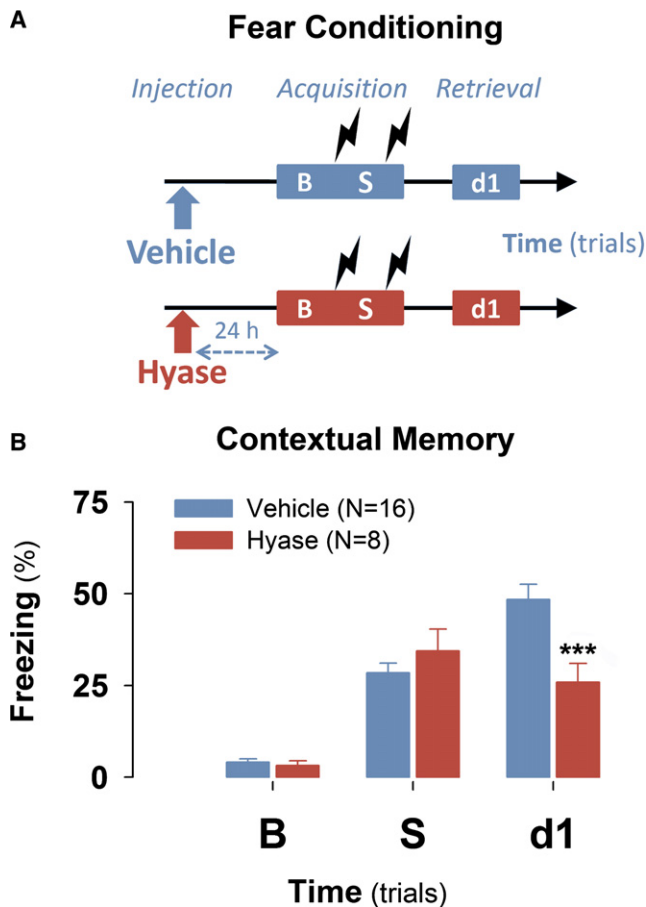 A
Fear Conditioning
Injection Acquisition Retrieval
B S d1
Vehicle
Time (trials)
B S d1
24 h
Hyase
B
Contextual Memory
75
50
25
0
Freezing (%)
Vehicle (N=16)
Hyase (N=8)
***
B S d1
Time (trials)